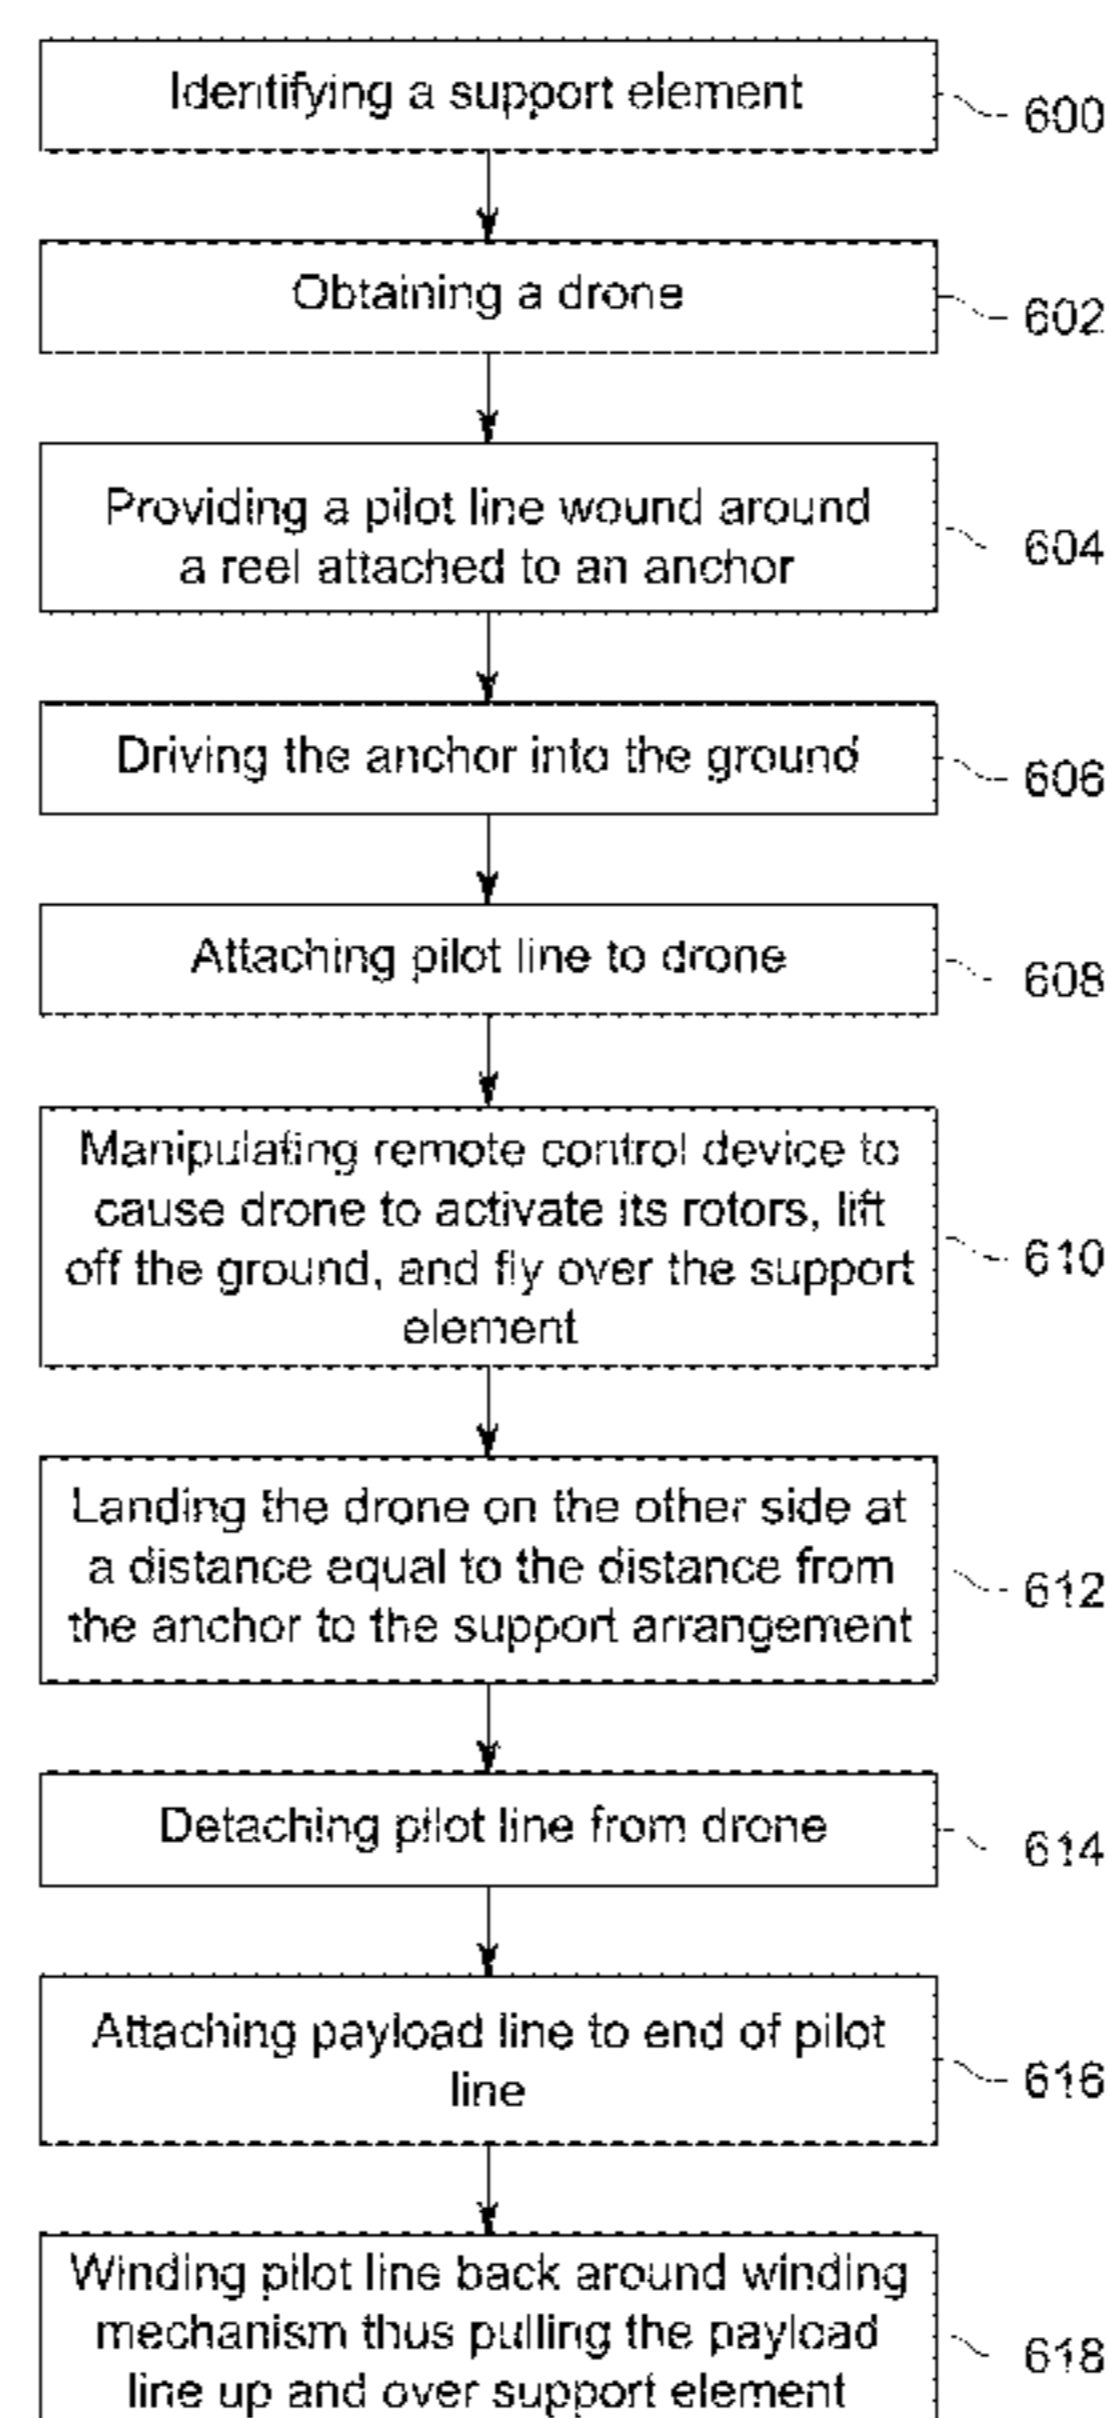 Identifying a support element
600
Obtaining a drone
602
Providing a pilot line wound around
a reel attached to an anchor
604
Driving the anchor into the ground
606
Attaching pilot line to drone
608
Manipulating remote control device to
cause drone to activate its rotors, lift
off the ground, and fly over the support
element
610
Landing the drone on the other side at
a distance equal to the distance from
the anchor to the support arrangement
612
Detaching pilot line from drone
614
Attaching payload line to end of pilot
line
616
Winding pilot line back around winding
mechanism thus pulling the payload
line up and over support element
618